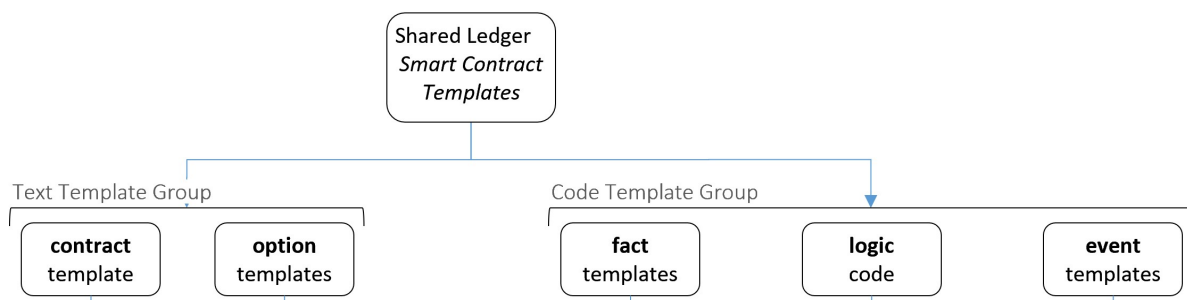 Shared Ledger
Smart Contract
Templates
Text Template Group
Code Template Group
contract
template
option
templates
fact
templates
logic
code
event
templates